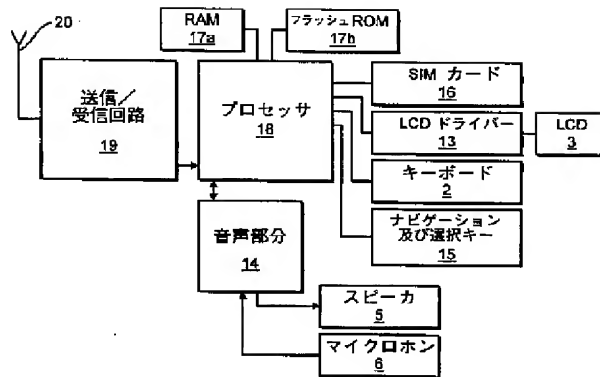 20
RAM
17a
フラッシュROM
17b
送信／
受信回路
19
プロセッサ
18
SIM カード
16
LCD ドライバー
13
LCD
3
キーボード
2
ナビゲーション
及び選択キー
15
音声部分
14
スピーカ
5
マイクロホン
6